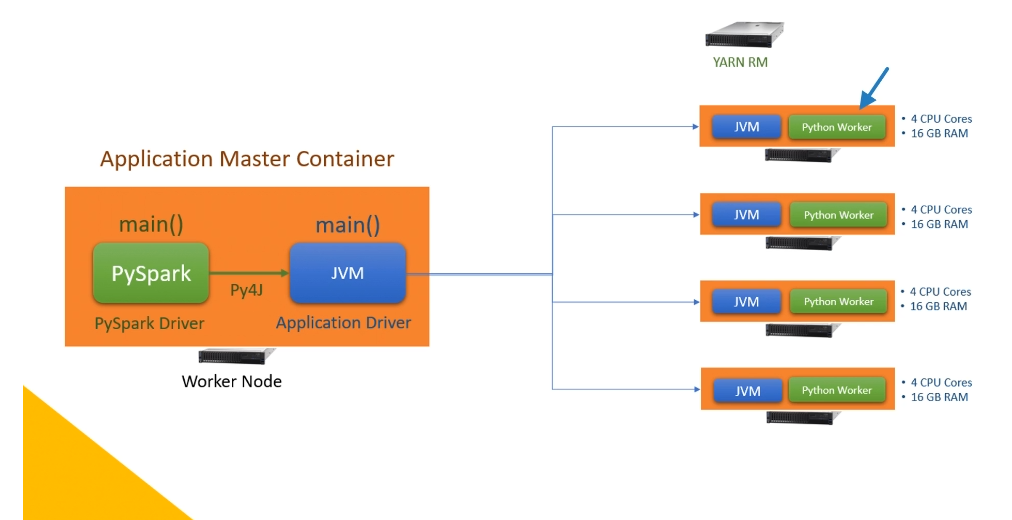 YARN RM
JVM
Python Worker
• 4 CPU Cores
• 16 GB RAM
Application Master Container
main()
main()
PySpark
Py4J
JVM
PySpark Driver
Application Driver
Worker Node
JVM
Python Worker
• 4 CPU Cores
• 16 GB RAM
JVM
Python Worker
• 4 CPU Cores
• 16 GB RAM
JVM
Python Worker
• 4 CPU Cores
• 16 GB RAM